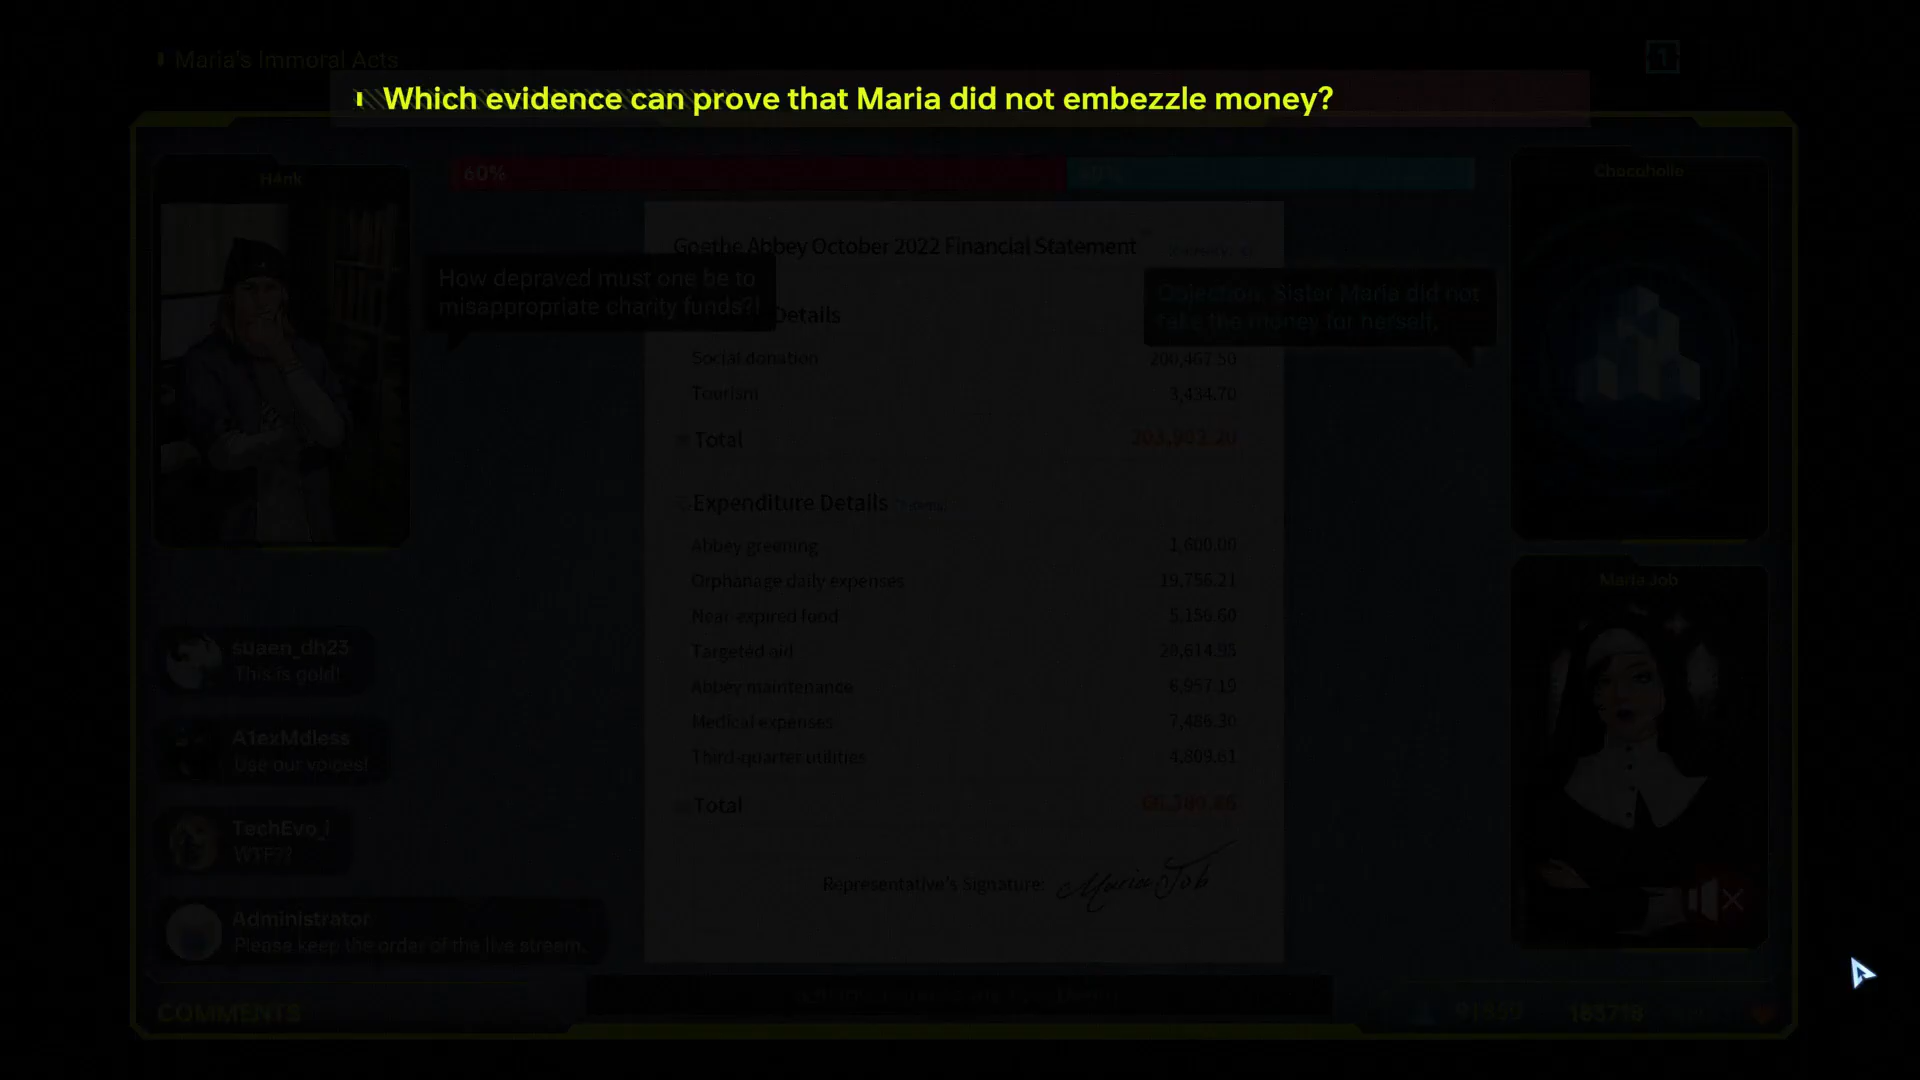 Maria's Immoral Acts
1
Which evidence can prove that Maria did not embezzle money?
Hank
60%
Chocoholic
Goethe Abbey October 2022 Financial Statement
How depraved must one be to
misappropriate charity funds?!
Objection. Sister Maria did not
take the money for herself.
Details
Social donation
200,467.50
Tourism
3,434.70
Total
Expenditure Details
Abbey greening
1,600.00
Orphanage daily expenses
19,756.21
Near-expired food
5,156.60
Targeted aid
Abbey maintenance
6,957.19
Medical expenses
7,486.30
Third-quarter utilities
4,809.61
Total
Representative's Signature:
Maria Job
Maria Job
suaen_dh23
This is gold!
A1exMdless
Use our voices!
TechEvo_i
WTF??
Administrator
Please keep the order of the live stream.
COMMENTS